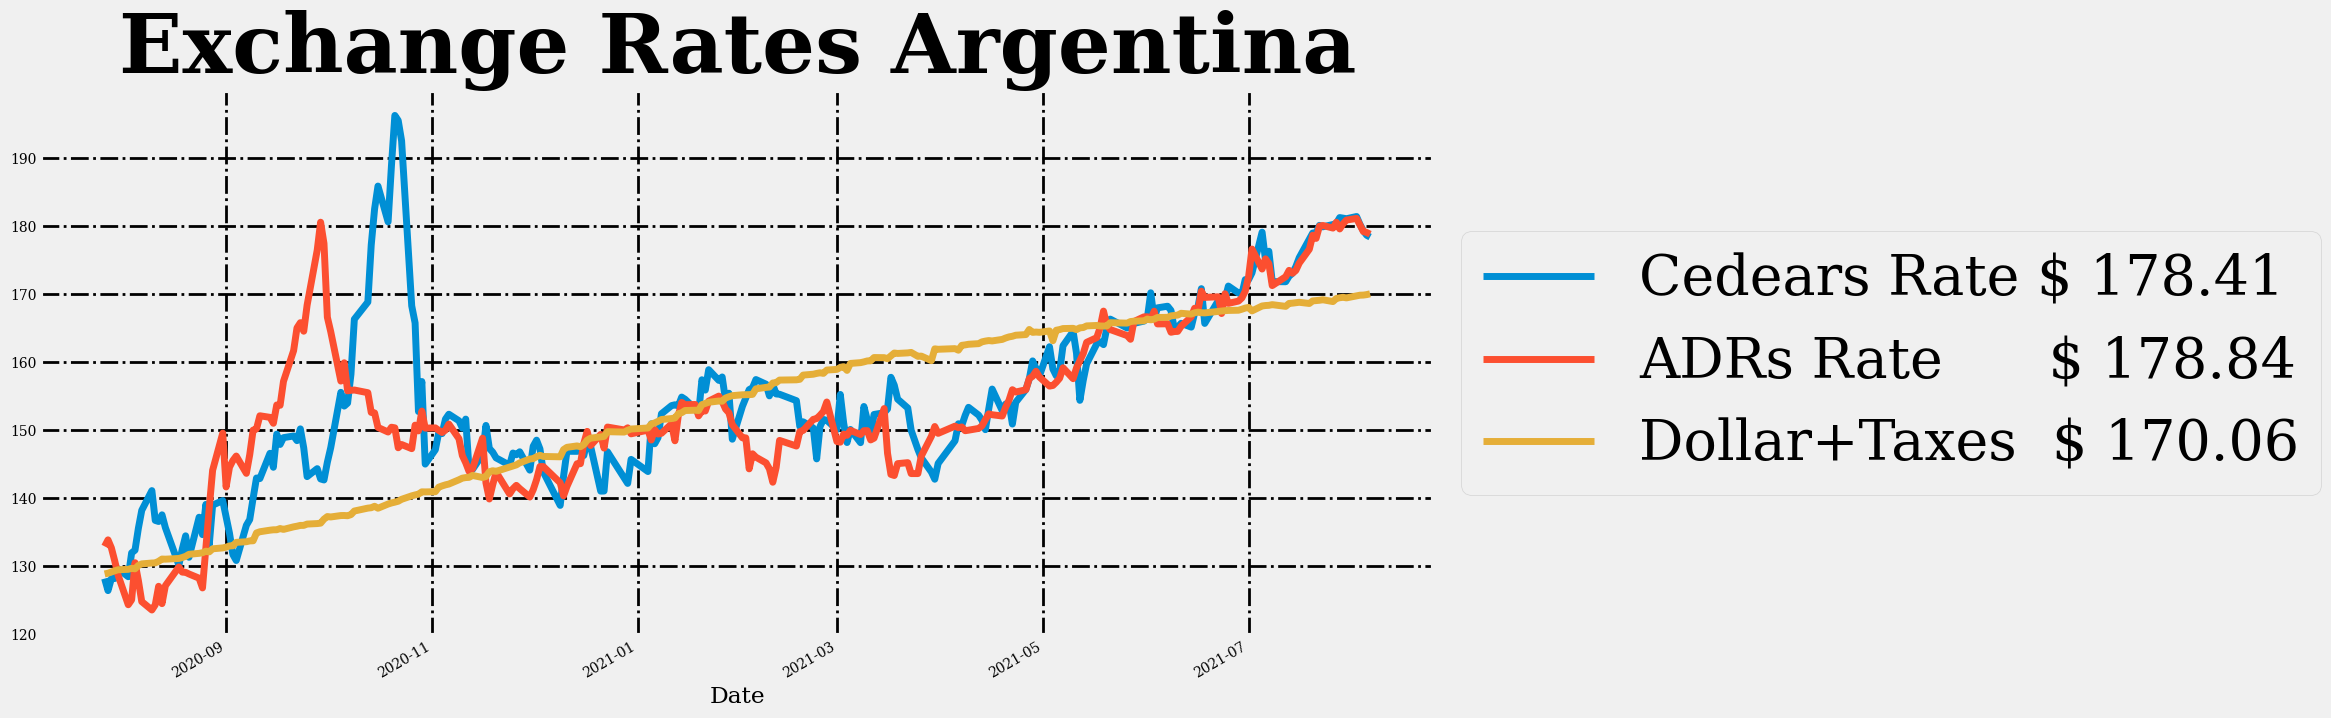 Exchange Rates Argentina
190
180
170
160
150
140
130
120
2020-09 2020-11 2021-01 2021-03 2021-05 2021-07
Date
Cedears Rate $ 178.41
ADRs Rate $ 178.84
Dollar+Taxes $ 170.06